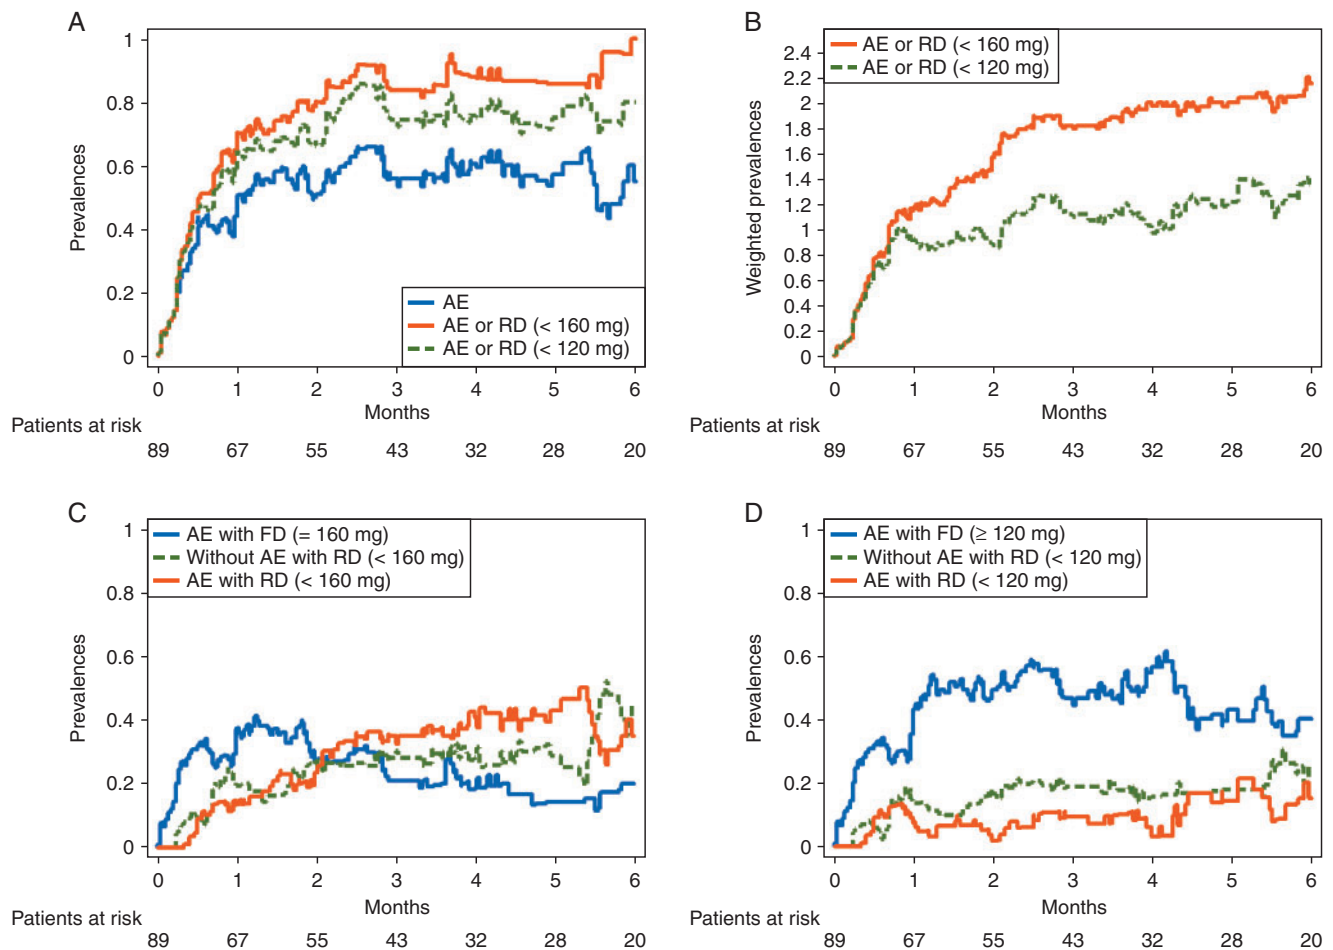 A
1
0.8
0.6
0.4
0.2
0
Prevalences
AE
AE or RD (< 160 mg)
AE or RD (< 120 mg)
0 1 2 3 4 5 6
Months
Patients at risk
89 67 55 43 32 28 20
B
2.4
2.2
2
1.8
1.6
1.4
1.2
1
0.8
0.6
0.4
0.2
0
Weighted prevalences
AE or RD (< 160 mg)
AE or RD (< 120 mg)
0 1 2 3 4 5 6
Months
Patients at risk
89 67 55 43 32 28 20
C
1
0.8
0.6
0.4
0.2
0
Prevalences
AE with FD (= 160 mg)
Without AE with RD (< 160 mg)
AE with RD (< 160 mg)
0 1 2 3 4 5 6
Months
Patients at risk
89 67 55 43 32 28 20
D
1
0.8
0.6
0.4
0.2
0
Prevalences
AE with FD (≥ 120 mg)
Without AE with RD (< 120 mg)
AE with RD (< 120 mg)
0 1 2 3 4 5 6
Months
Patients at risk
89 67 55 43 32 28 20